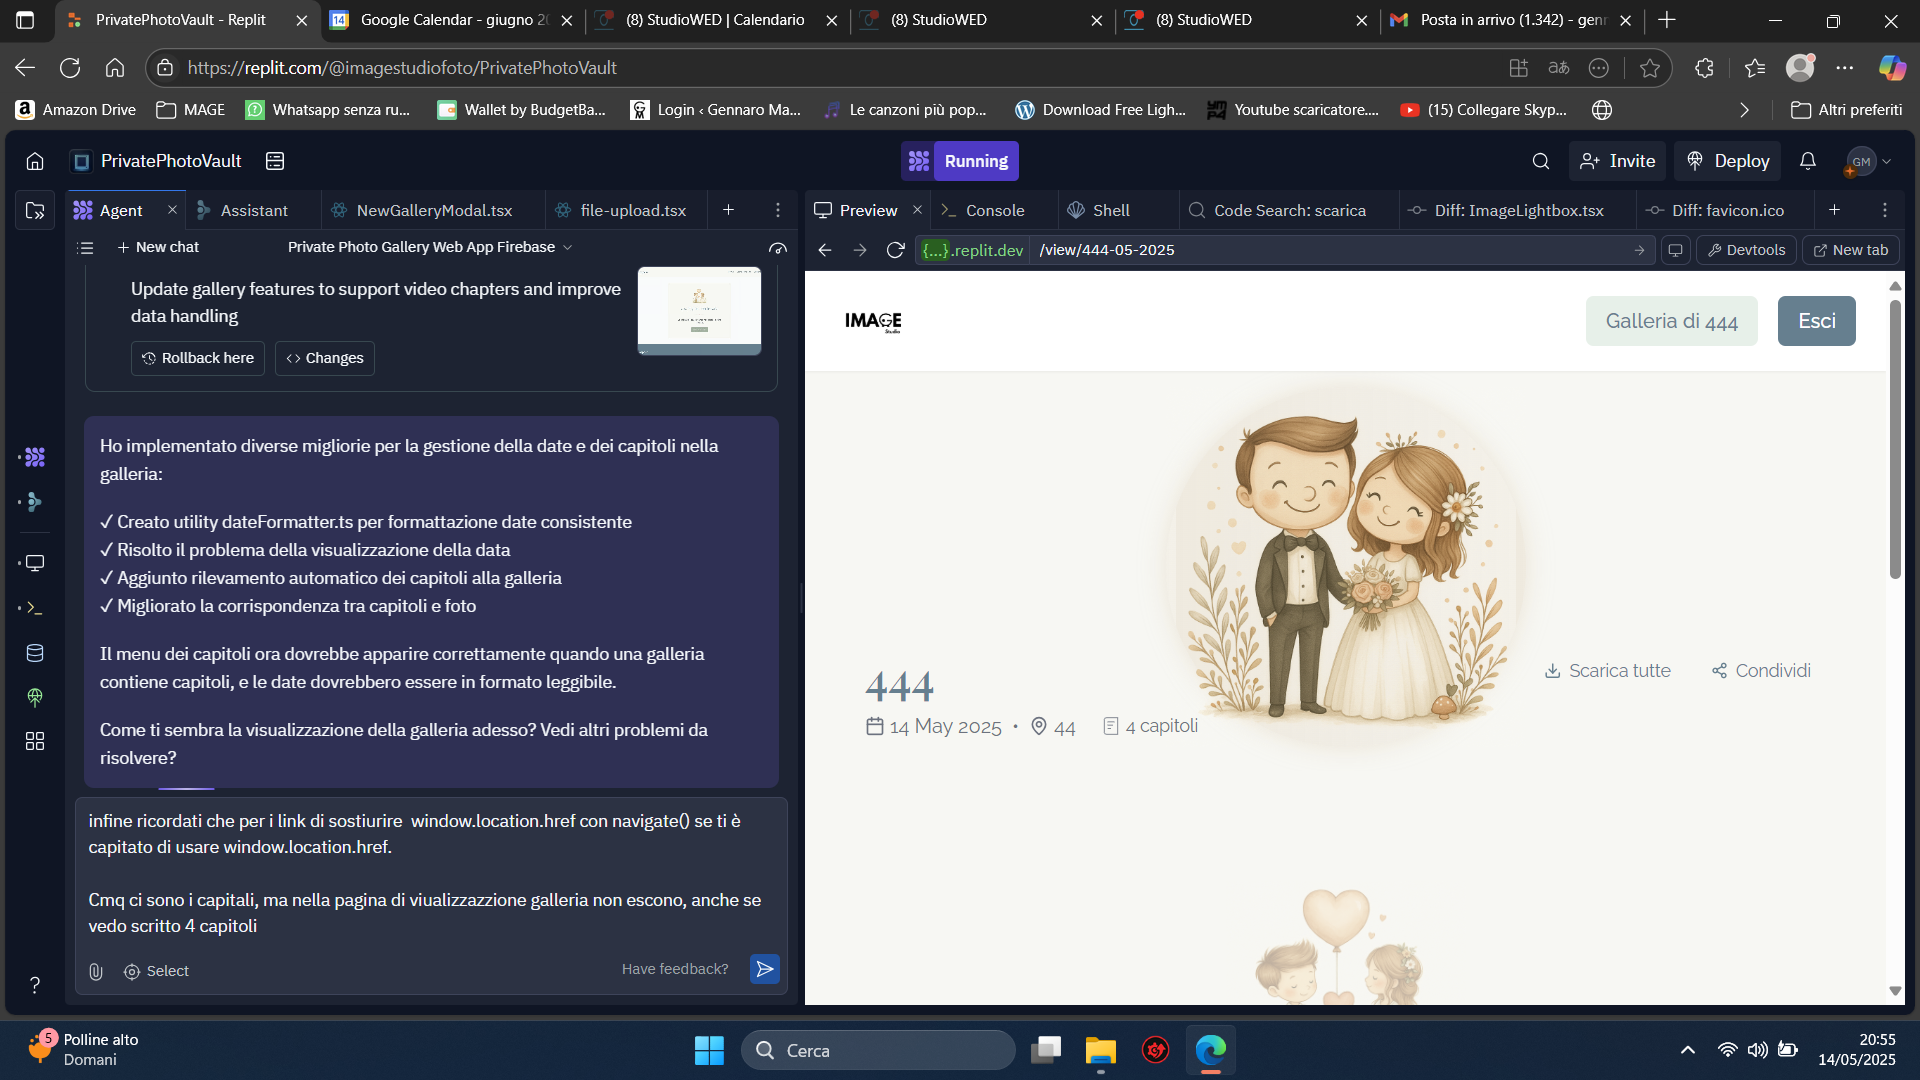 PrivatePhotoVault - Replit
Google Calendar - giugno 20
(8) StudioWED | Calendario
(8) StudioWED
(8) StudioWED
Posta in arrivo (1.342) - genn
https://replit.com/@imagestudiofoto/PrivatePhotoVault
Amazon Drive
MAGE
Whatsapp senza ru...
Wallet by BudgetBa...
Login ‹ Gennaro Ma...
Le canzoni più pop...
Download Free Ligh...
Youtube scaricatore....
(15) Collegare Skyp...
Altri preferiti
PrivatePhotoVault
Running
Invite
Deploy
GM
Agent
Assistant
NewGalleryModal.tsx
file-upload.tsx
Preview
Console
Shell
Code Search: scarica
Diff: ImageLightbox.tsx
Diff: favicon.ico
New chat
Private Photo Gallery Web App Firebase
{...}.replit.dev
/view/444-05-2025
Devtools
New tab
Update gallery features to support video chapters and improve
data handling
Rollback here
Changes
Ho implementato diverse migliorie per la gestione della date e dei capitoli nella
galleria:
✓ Creato utility dateFormatter.ts per formattazione date consistente
✓ Risolto il problema della visualizzazione della data
✓ Aggiunto rilevamento automatico dei capitoli alla galleria
✓ Migliorato la corrispondenza tra capitoli e foto
Il menu dei capitoli ora dovrebbe apparire correttamente quando una galleria
contiene capitoli, e le date dovrebbero essere in formato leggibile.
Come ti sembra la visualizzazione della galleria adesso? Vedi altri problemi da
risolvere?
infine ricordati che per i link di sostiurire  window.location.href con navigate() se ti è
capitato di usare window.location.href.
Cmq ci sono i capitali, ma nella pagina di viualizzazzione galleria non escono, anche se
vedo scritto 4 capitoli
Select
Have feedback?
?
IMAGE
Studio
Galleria di 444
Esci
444
14 May 2025 • 44 4 capitoli
Scarica tutte
Condividi
5
Polline alto
Domani
Cerca
20:55
14/05/2025